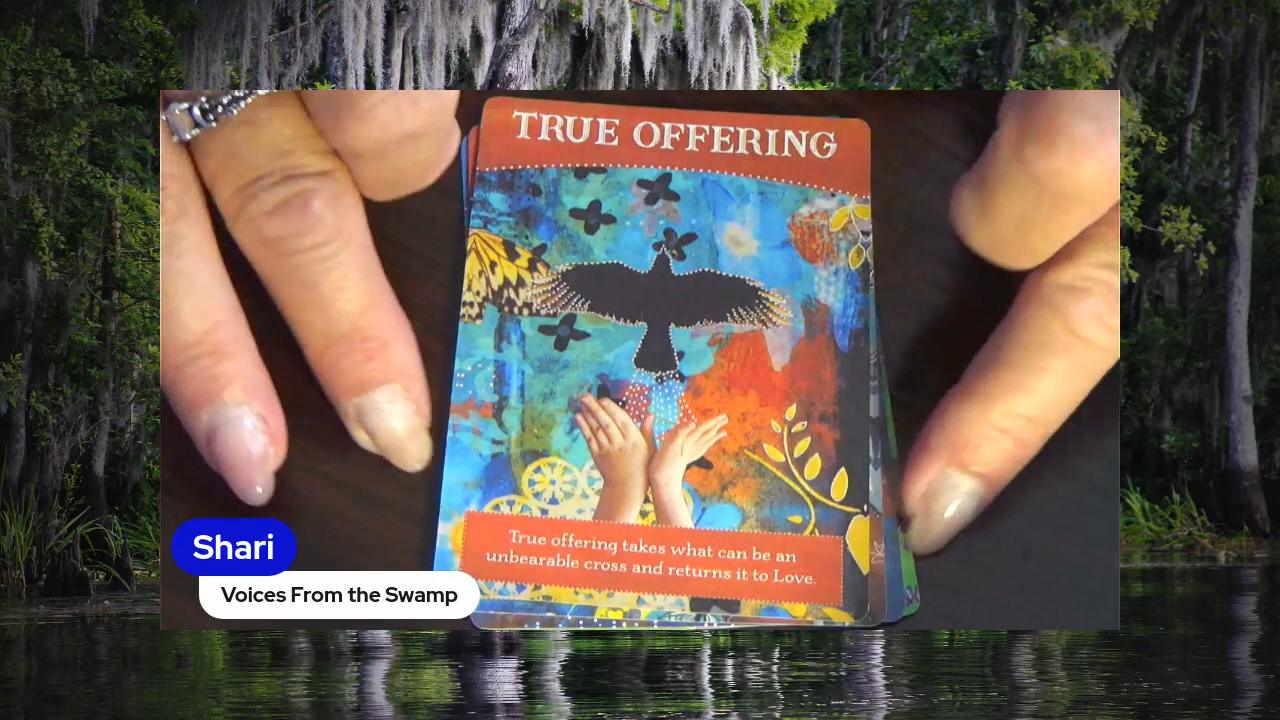 TRUE OFFERING
True offering takes what can be an
unbearable cross and returns it to Love.
Shari
Voices From the Swamp